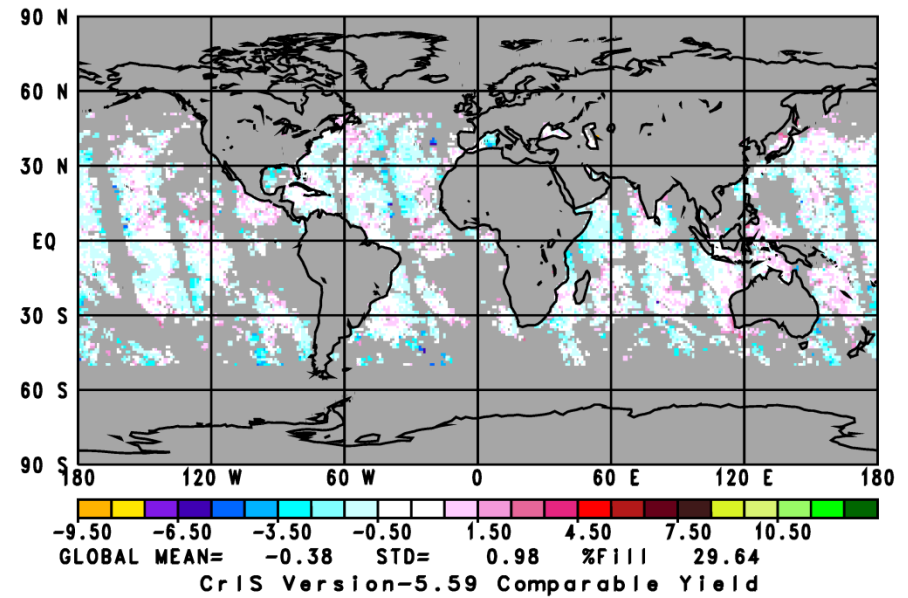 90 N
60 N
30 N
EQ
30 S
60 S
90 S
180 120 W 60 W 0 60 E 120 E 180
-9.50 -6.50 -3.50 -0.50 1.50 4.50 7.50 10.50
GLOBAL MEAN= -0.38 STD= 0.98 %Fill 29.64
CrIS Version-5.59 Comparable Yield